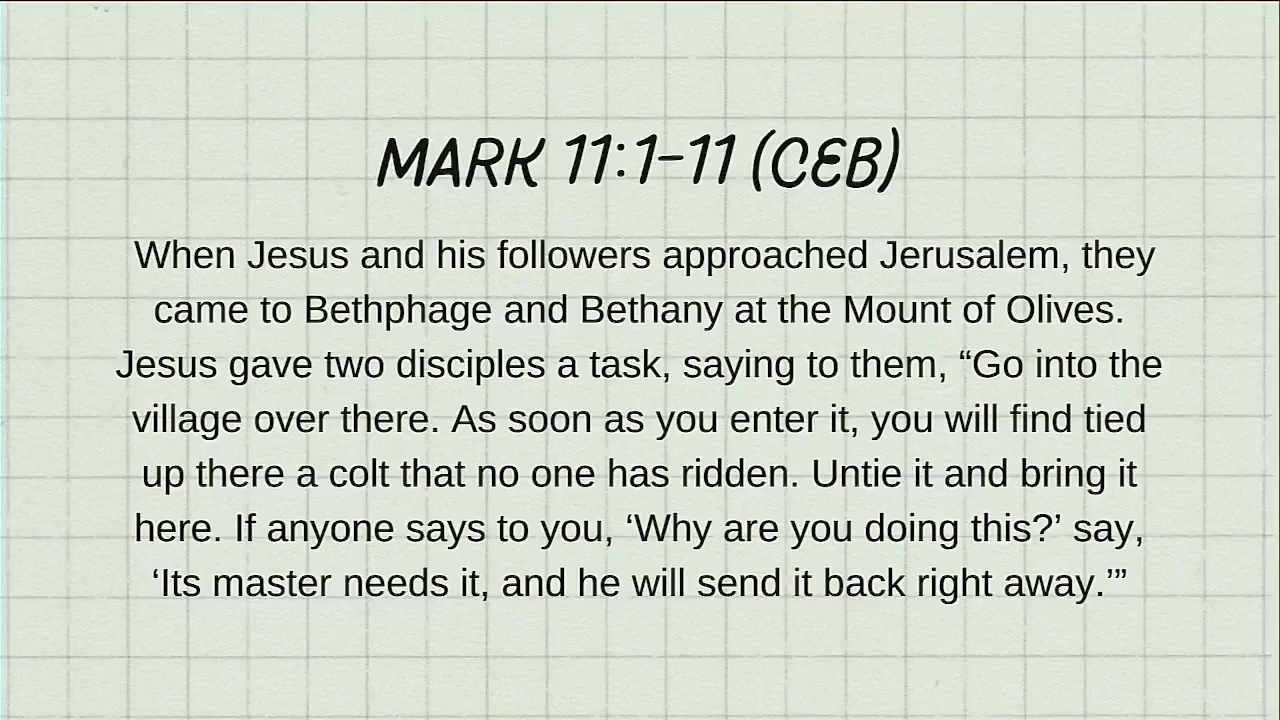 MARK 11:1-11 (CEB)
When Jesus and his followers approached Jerusalem, they
came to Bethphage and Bethany at the Mount of Olives.
Jesus gave two disciples a task, saying to them, “Go into the
village over there. As soon as you enter it, you will find tied
up there a colt that no one has ridden. Untie it and bring it
here. If anyone says to you, ‘Why are you doing this?’ say,
‘Its master needs it, and he will send it back right away.’”